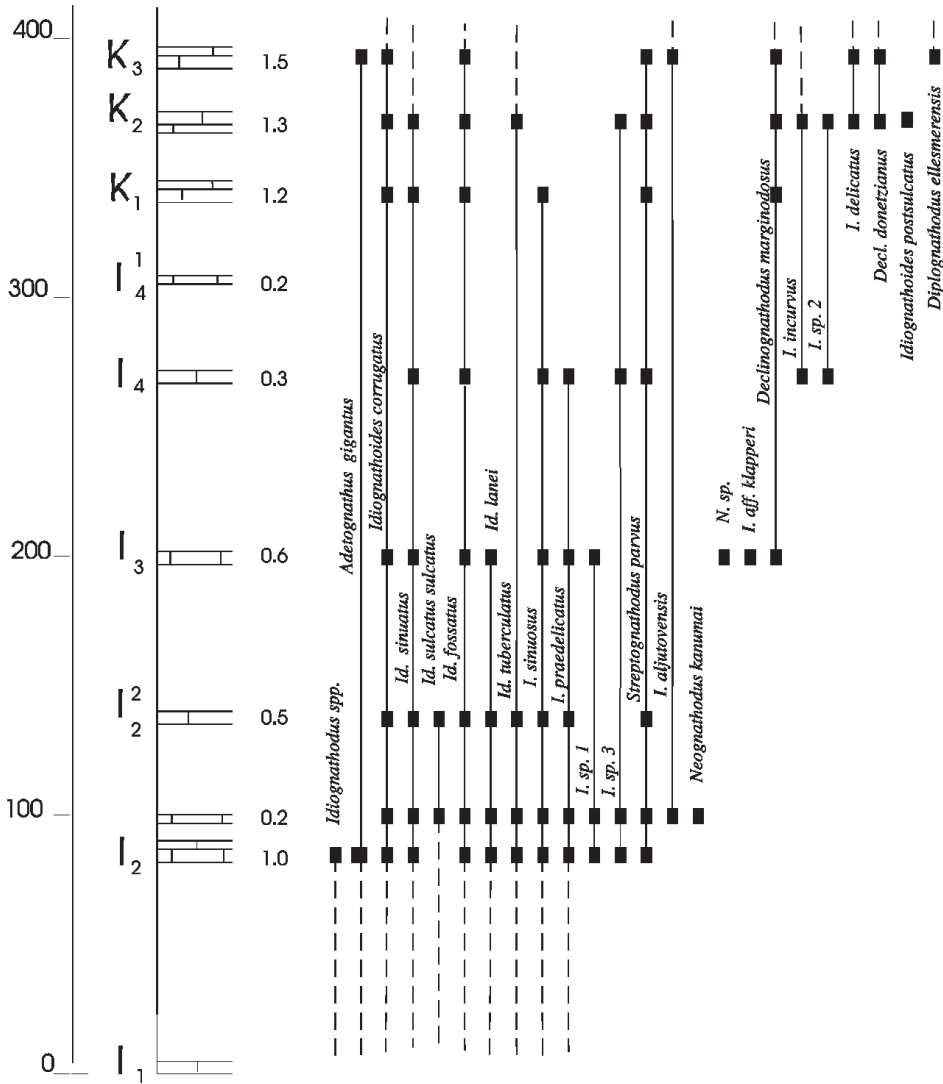 400
K3
1.5
K2
1.3
K1
1.2
I 1 4
0.2
300
I4
0.3
200
I3
0.6
I 2 2
0.5
100
0.2
I2
1.0
0
I1
Idiognathodus spp.
Adetognathus gigantus
Idiognathoides corrugatus
Id. sinuatus
Id. sulcatus sulcatus
Id. fossatus
Id. lanei
Id. tuberculatus
I. sinuosus
I. praedelicatus
I. sp. 1
I. sp. 3
Streptognathodus parvus
I. aljutovensis
Neognathodus kanumai
N. sp.
I. aff. klapperi
Declinognathodus marginodosus
I. incurvus
I. sp. 2
I. delicatus
Decl. donetzianus
Idiognathoides postsulcatus
Diplognathodus ellesmerensis